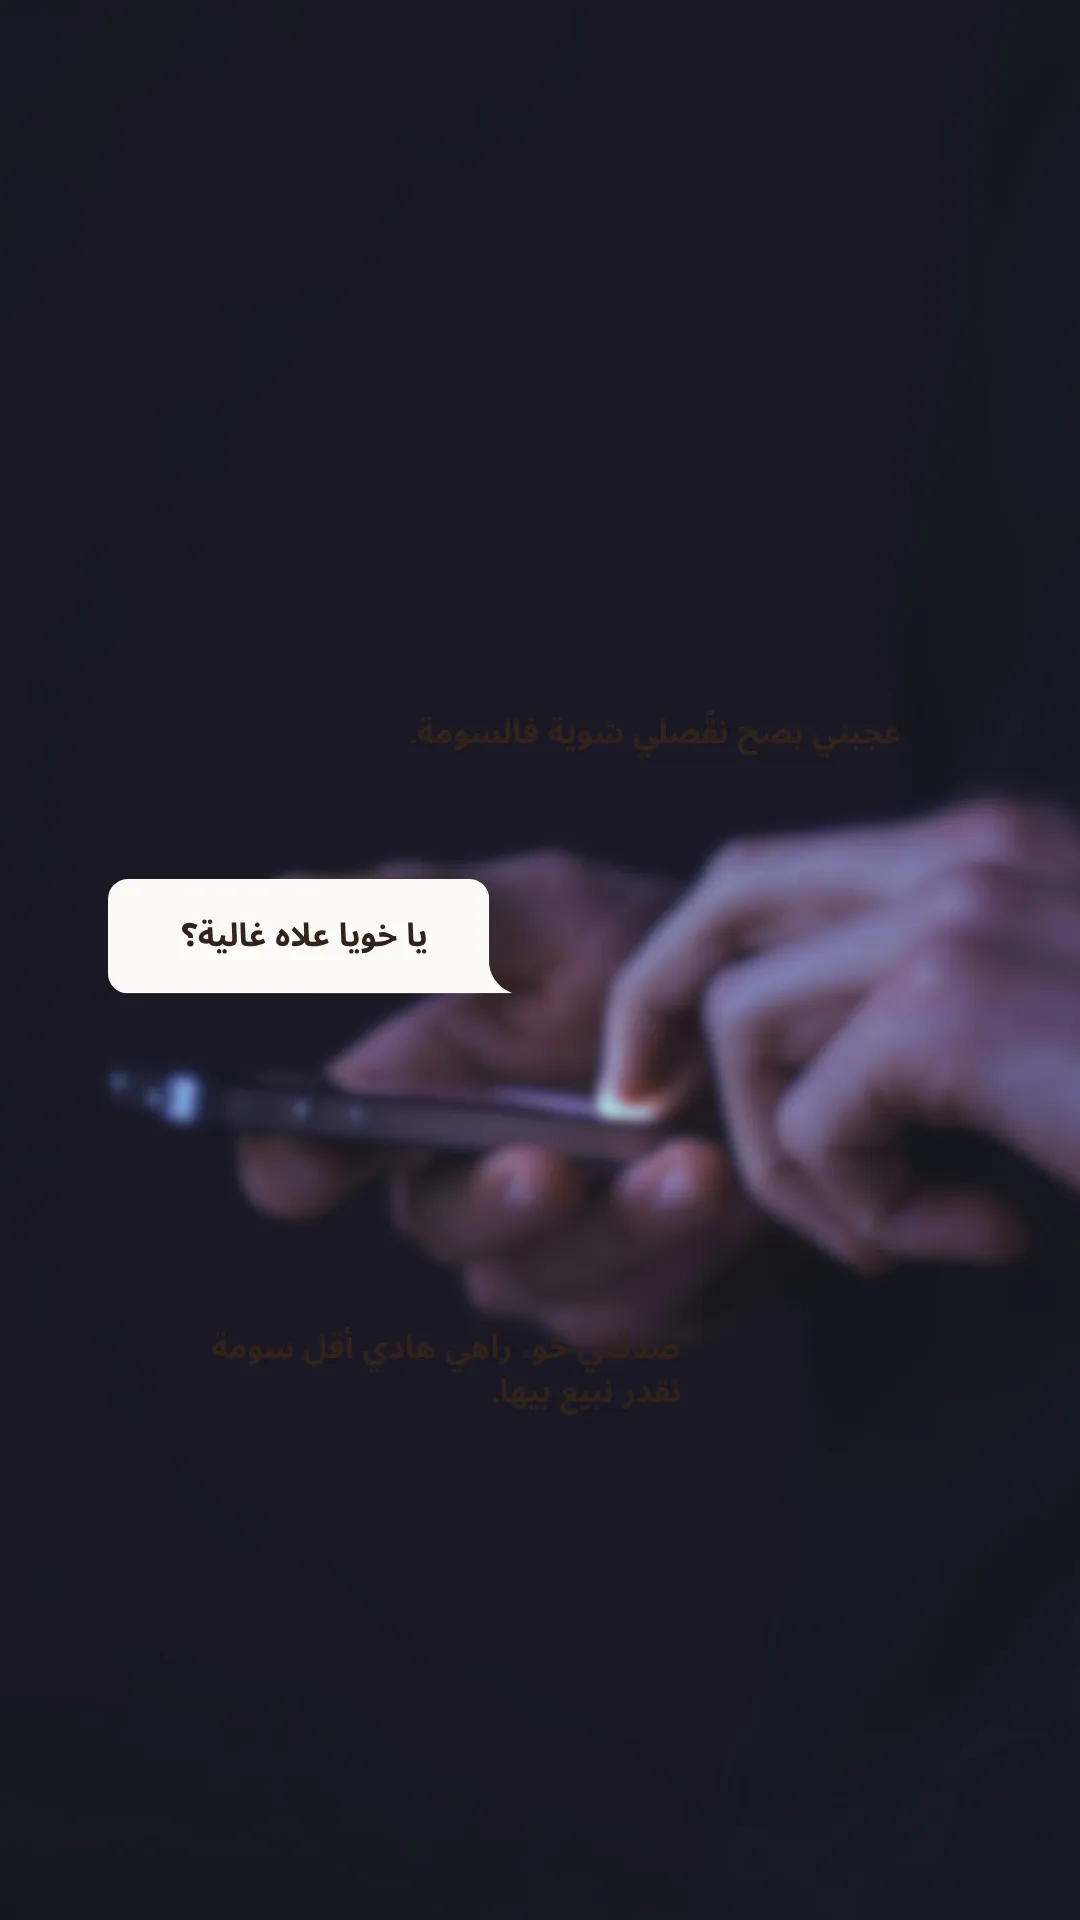 عجبني بصح نقّصلي شوية فالسومة.
يا خويا علاه غالية؟
صدقني خو، راهي هادي أقل سومة
نقدر نبيع بيها.